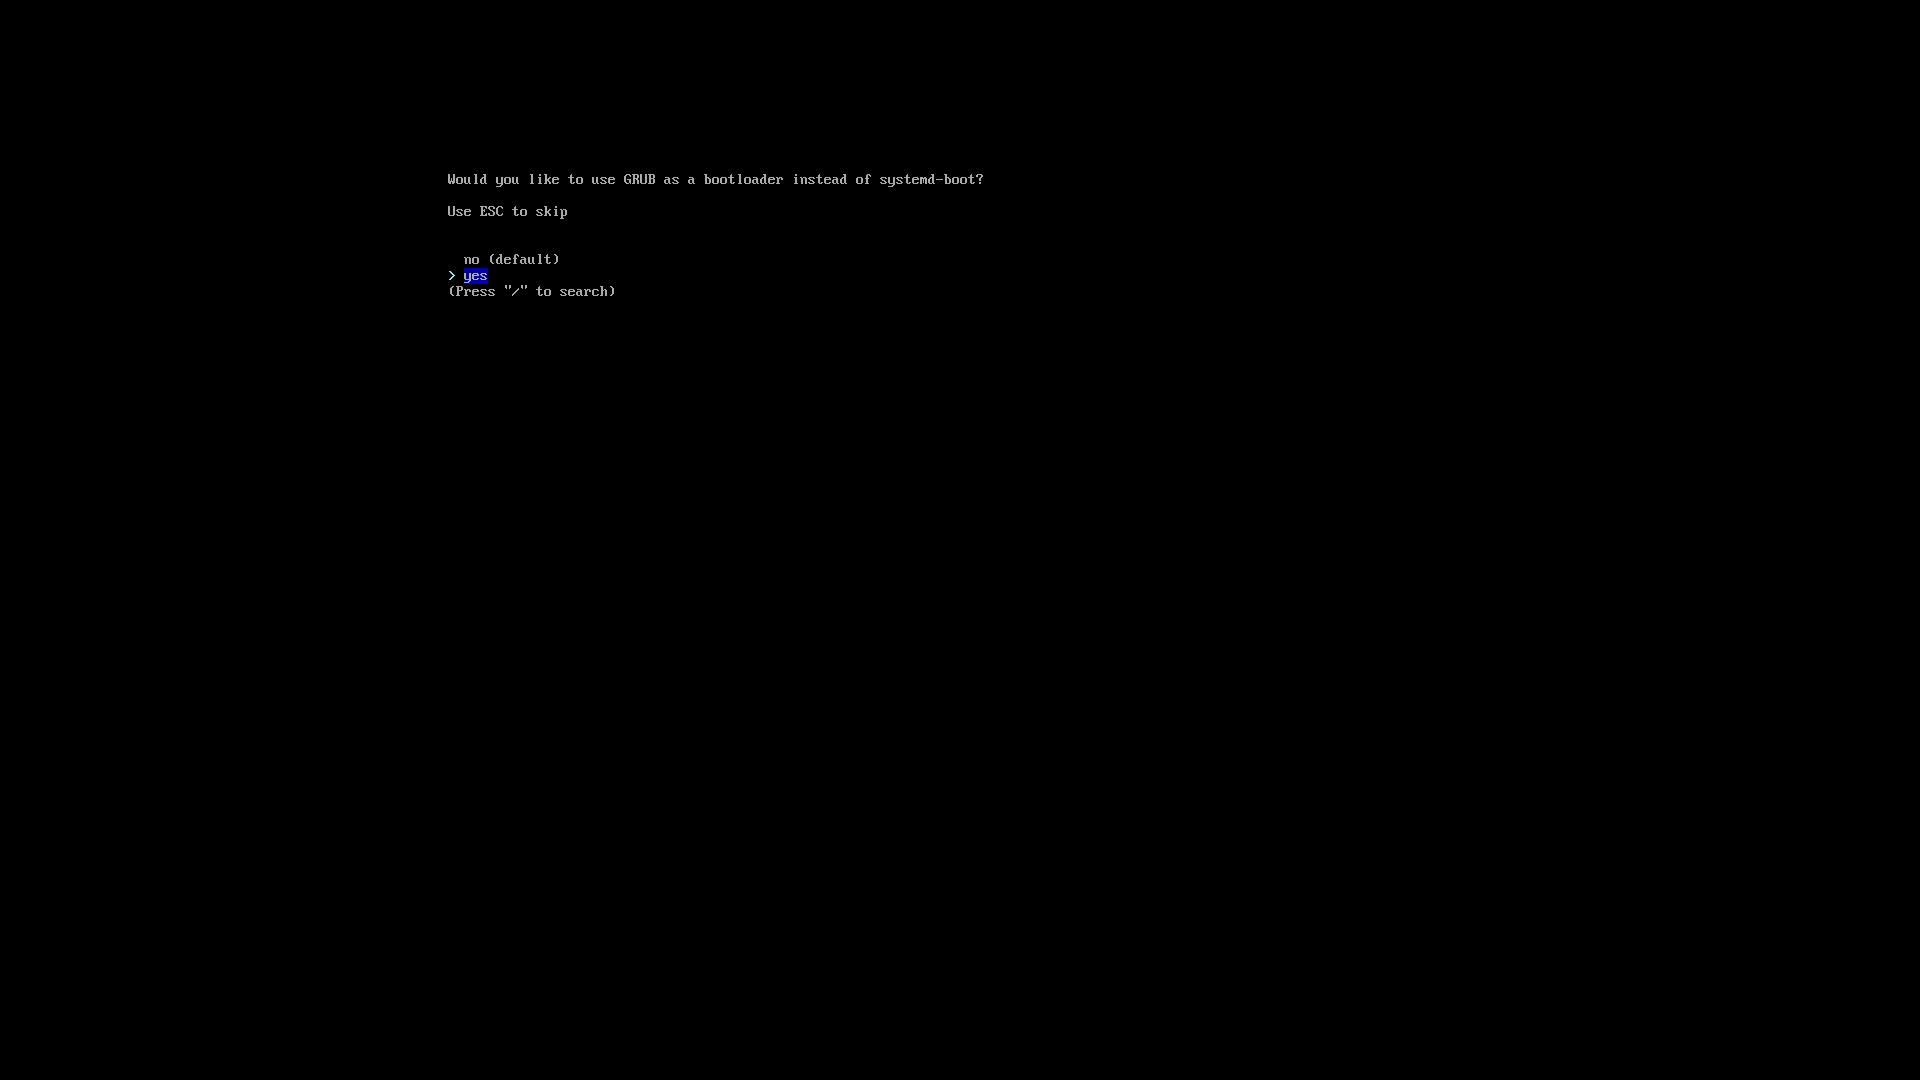 Would you like to use GRUB as a bootloader instead of systemd-boot?
Use ESC to skip
no (default)
> yes
(Press "/" to search)